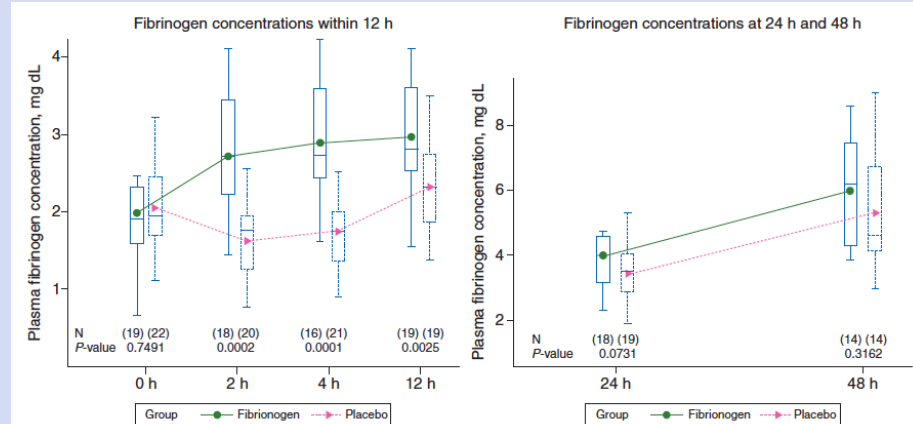 Fibrinogen concentrations within 12 h
Plasma fibrinogen concentration, mg dL
4
3
2
1
N (19) (22) (18) (20) (16) (21) (19) (19)
P-value 0.7491 0.0002 0.0001 0.0025
0 h 2 h 4 h 12 h
Group Fibrionogen Placebo
Fibrinogen concentrations at 24 h and 48 h
Plasma fibrinogen concentration, mg dL
8
6
4
2
N (18) (19) (14) (14)
P-value 0.0731 0.3162
24 h 48 h
Group Fibrionogen Placebo